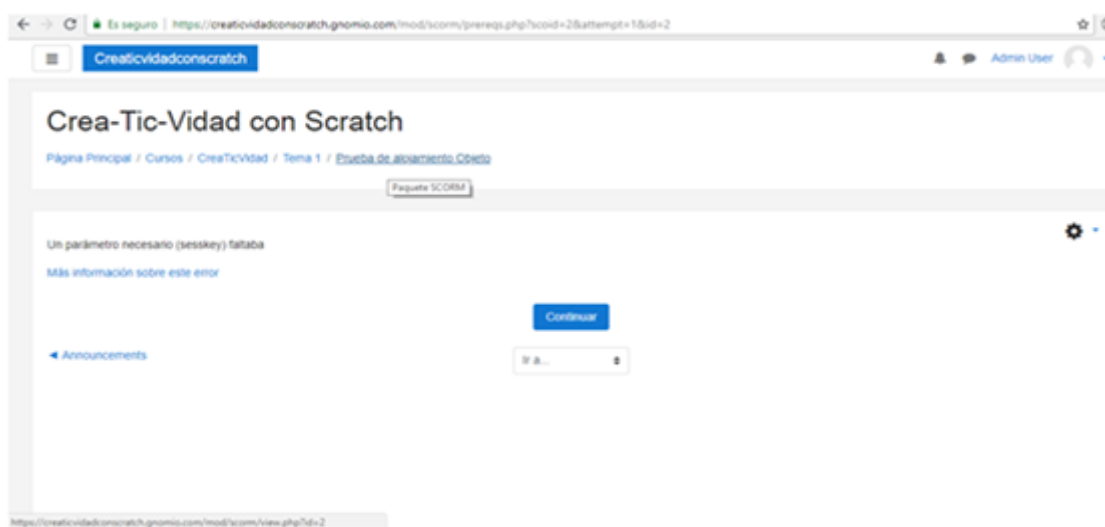 Es seguro | https://creaticvidadconscratch.gnomio.com/mod/scorm/prereqs.php?scoid=2&attempt=1&id=2
Creaticvidadconscratch
Admin User
Crea-Tic-Vidad con Scratch
Página Principal / Cursos / CreaTicVidad / Tema 1 / Prueba de alojamiento Objeto
Paquete SCORM
Un parámetro necesario (sesskey) faltaba
Más información sobre este error
Continuar
◄ Announcements
Ir a...
https://creaticvidadconscratch.gnomio.com/mod/scorm/view.php?id=2